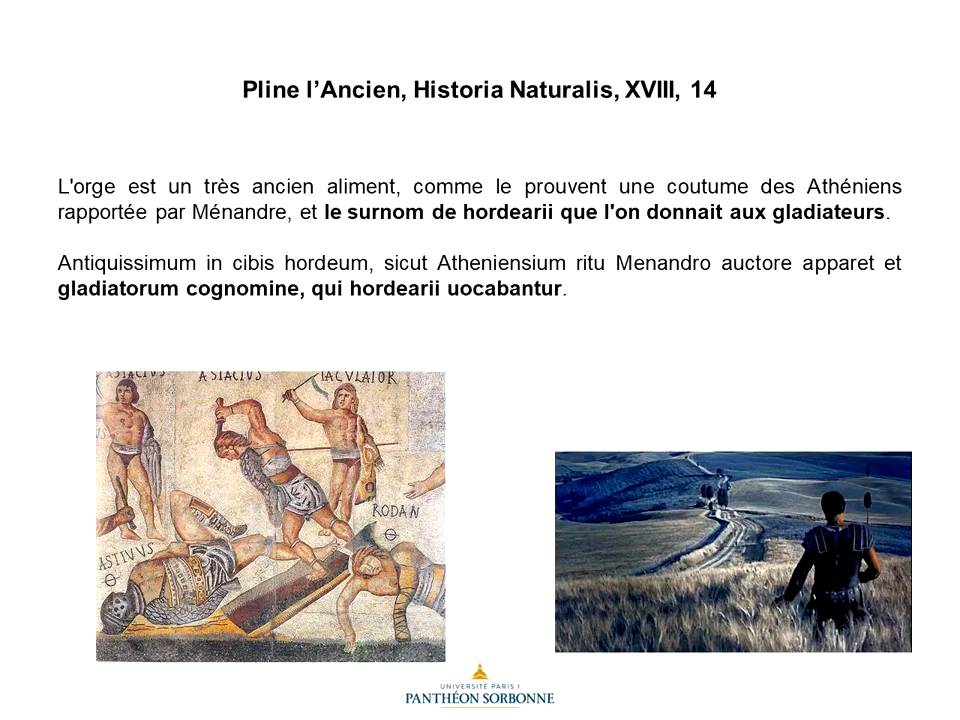 Pline l’Ancien, Historia Naturalis, XVIII, 14
L'orge est un très ancien aliment, comme le prouvent une coutume des Athéniens
rapportée par Ménandre, et le surnom de hordearii que l'on donnait aux gladiateurs.
Antiquissimum in cibis hordeum, sicut Atheniensium ritu Menandro auctore apparet et
gladiatorum cognomine, qui hordearii uocabantur.
ASTACIVS
IACVLATOR
RODAN
ASTIVVS
UNIVERSITÉ PARIS 1
PANTHÉON SORBONNE